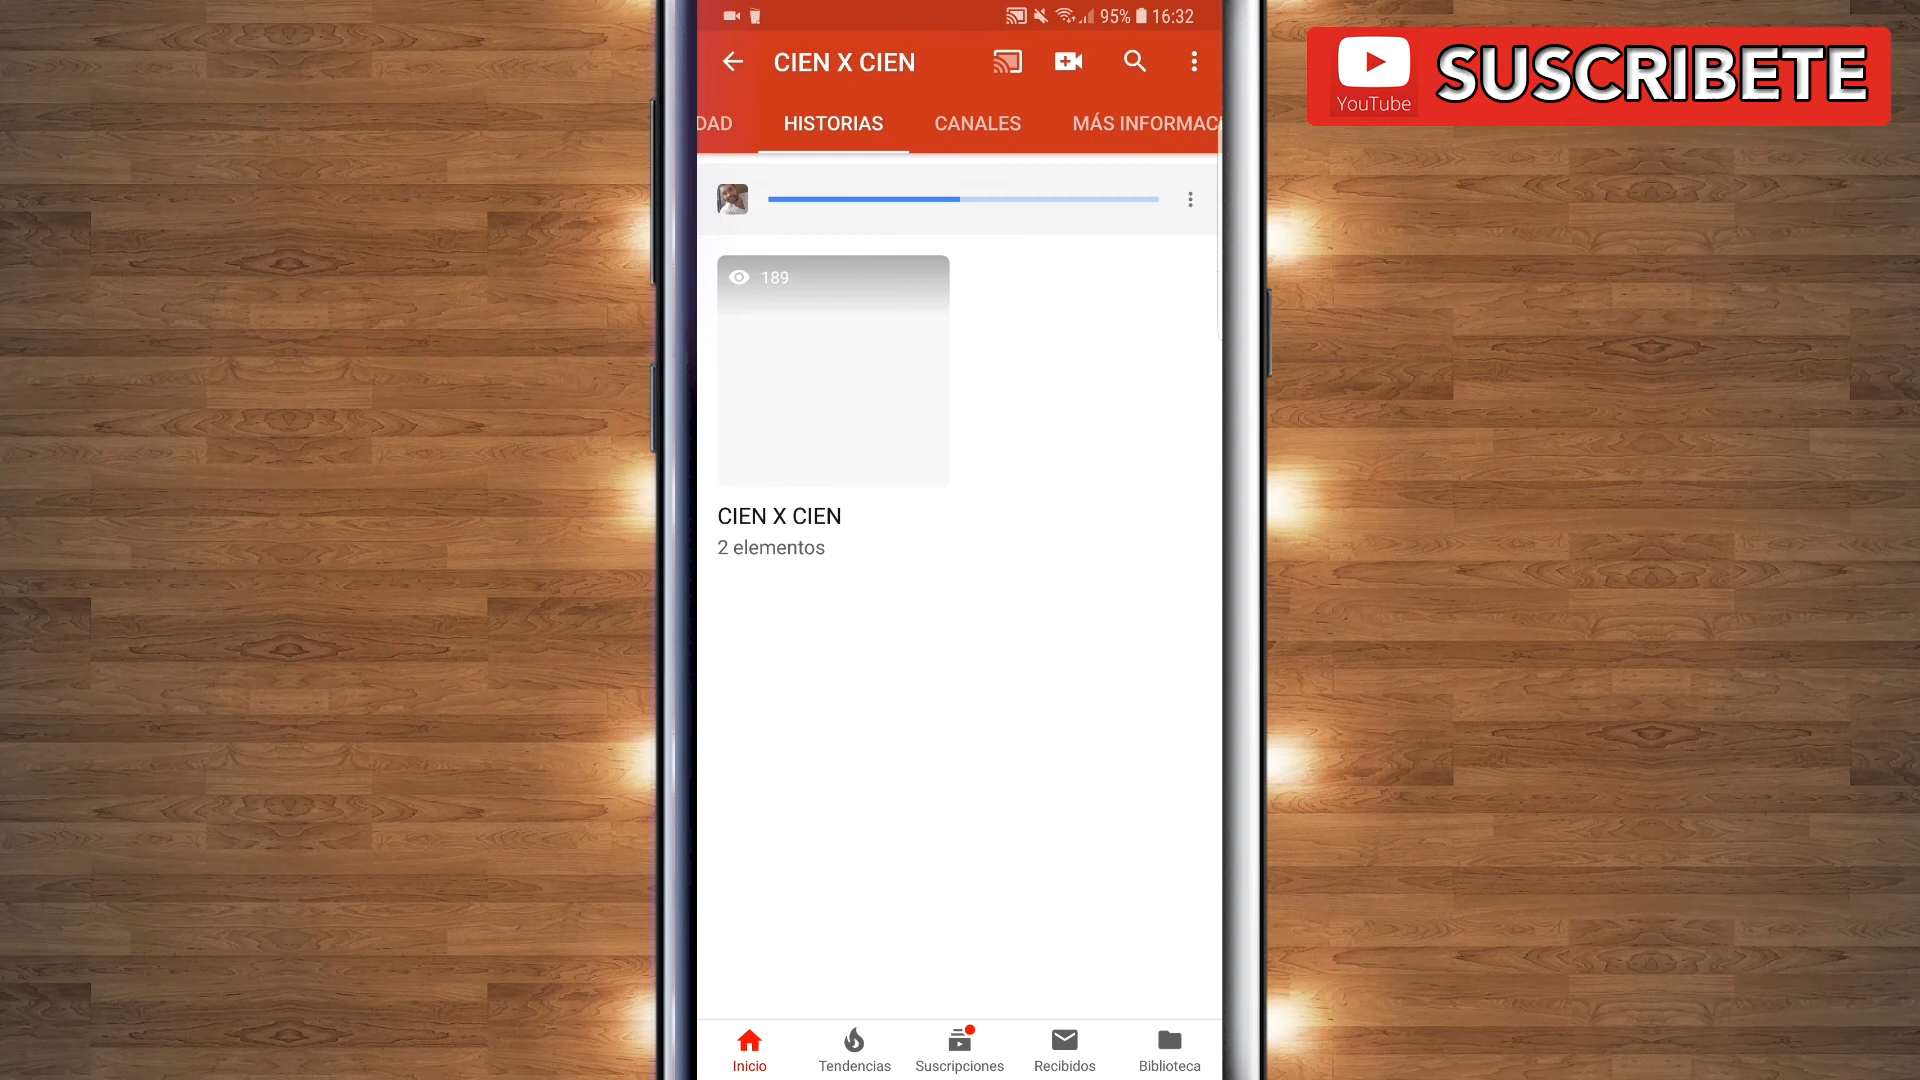 95% 16:32
CIEN X CIEN
DAD HISTORIAS CANALES MÁS INFORMACI
189
CIEN X CIEN
2 elementos
Inicio Tendencias Suscripciones Recibidos Biblioteca
YouTube SUSCRIBETE